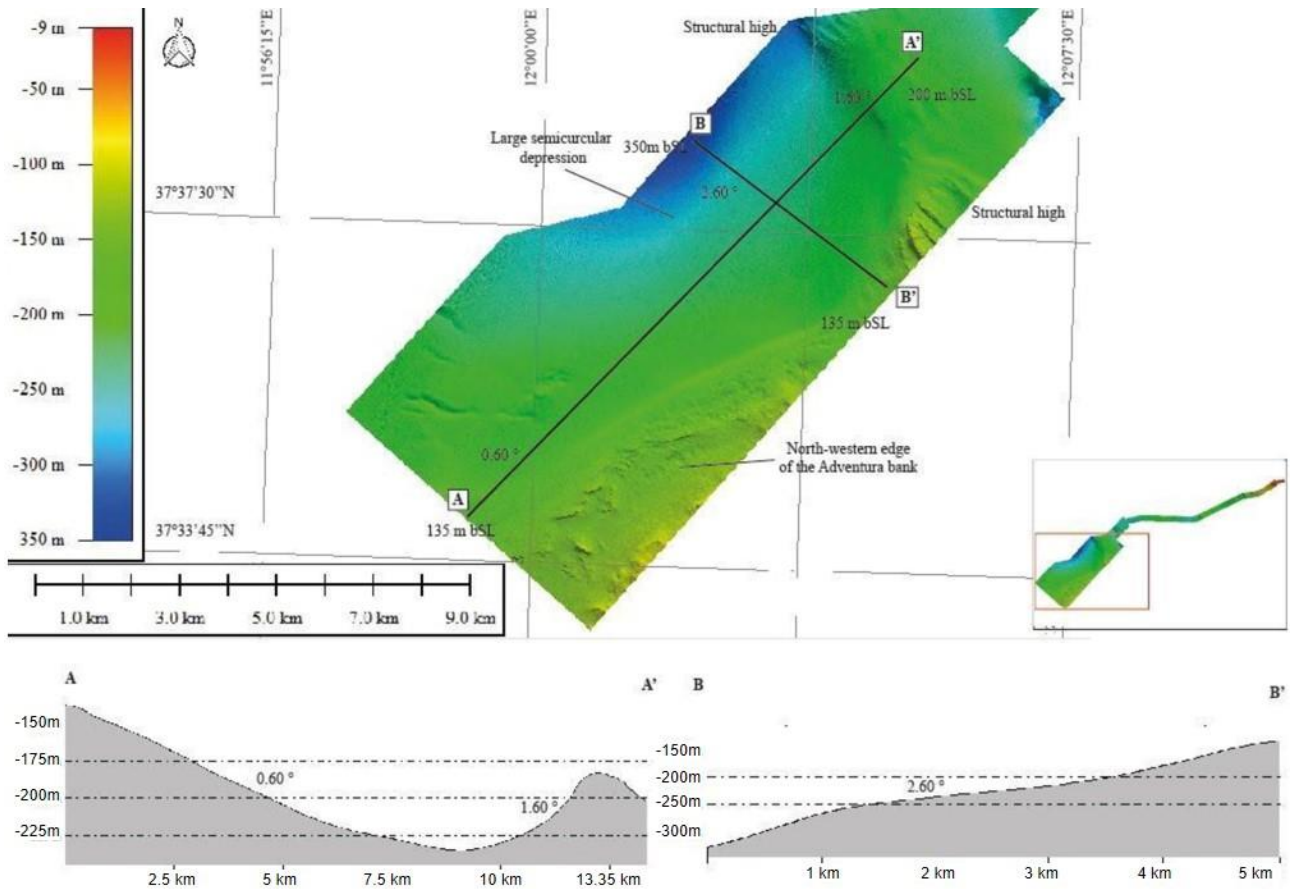 -9 m
-50 m
-100 m
-150 m
-200 m
-250 m
-300 m
350 m
N
11°56'15"E
12°00'00"E
12°07'30"E
37°37'30"N
37°33'45"N
Structural high
A'
200 m bSL
B
350m bSL
Large semicurcular
depression
2.60 °
Structural high
B'
135 m bSL
0.60 °
A
135 m bSL
North-western edge
of the Adventura bank
1.0 km
3.0 km
5.0 km
7.0 km
9.0 km
A
A'
-150m
-175m
-200m
-225m
0.60 °
1.60 °
2.5 km
5 km
7.5 km
10 km
13.35 km
B
B'
-150m
-200m
-250m
-300m
2.60 °
1 km
2 km
3 km
4 km
5 km